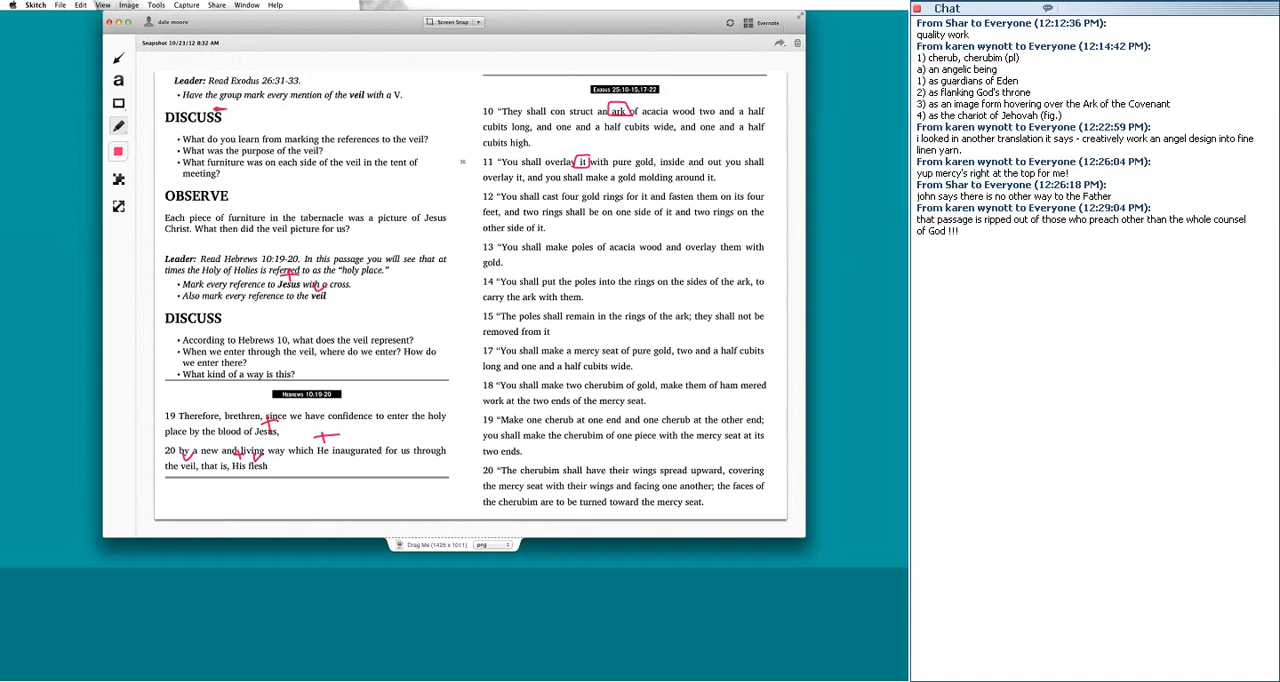 Skitch File Edit View Image Tools Capture Share Window Help
dale moore
Screen Snap
Evernote
Snapshot 10/23/12 8:32 AM
a
Leader: Read Exodus 26:31-33.
• Have the group mark every mention of the veil with a V.
DISCUSS
• What do you learn from marking the references to the veil?
• What was the purpose of the veil?
• What furniture was on each side of the veil in the tent of
meeting?
OBSERVE
Each piece of furniture in the tabernacle was a picture of Jesus
Christ. What then did the veil picture for us?
Leader: Read Hebrews 10:19-20. In this passage you will see that at
times the Holy of Holies is referred to as the “holy place.”
• Mark every reference to Jesus with a cross.
• Also mark every reference to the veil
DISCUSS
• According to Hebrews 10, what does the veil represent?
• When we enter through the veil, where do we enter? How do
we enter there?
• What kind of a way is this?
Hebrews 10:19-20
19 Therefore, brethren, since we have confidence to enter the holy
place by the blood of Jesus,
20 by a new and living way which He inaugurated for us through
the veil, that is, His flesh
36
Exodus 25:10-15,17-22
10 “They shall con struct an ark of acacia wood two and a half
cubits long, and one and a half cubits wide, and one and a half
cubits high.
11 “You shall overlay it with pure gold, inside and out you shall
overlay it, and you shall make a gold molding around it.
12 “You shall cast four gold rings for it and fasten them on its four
feet, and two rings shall be on one side of it and two rings on the
other side of it.
13 “You shall make poles of acacia wood and overlay them with
gold.
14 “You shall put the poles into the rings on the sides of the ark, to
carry the ark with them.
15 “The poles shall remain in the rings of the ark; they shall not be
removed from it
17 “You shall make a mercy seat of pure gold, two and a half cubits
long and one and a half cubits wide.
18 “You shall make two cherubim of gold, make them of ham mered
work at the two ends of the mercy seat.
19 “Make one cherub at one end and one cherub at the other end;
you shall make the cherubim of one piece with the mercy seat at its
two ends.
20 “The cherubim shall have their wings spread upward, covering
the mercy seat with their wings and facing one another; the faces of
the cherubim are to be turned toward the mercy seat.
Drag Me (1425 x 1011) png
Chat
From Shar to Everyone (12:12:36 PM):
quality work
From karen wynott to Everyone (12:14:42 PM):
1) cherub, cherubim (pl)
a) an angelic being
1) as guardians of Eden
2) as flanking God's throne
3) as an image form hovering over the Ark of the Covenant
4) as the chariot of Jehovah (fig.)
From karen wynott to Everyone (12:22:59 PM):
i looked in another translation it says - creatively work an angel design into fine
linen yarn.
From karen wynott to Everyone (12:26:04 PM):
yup mercy's right at the top for me!
From Shar to Everyone (12:26:18 PM):
john says there is no other way to the Father
From karen wynott to Everyone (12:29:04 PM):
that passage is ripped out of those who preach other than the whole counsel
of God !!!